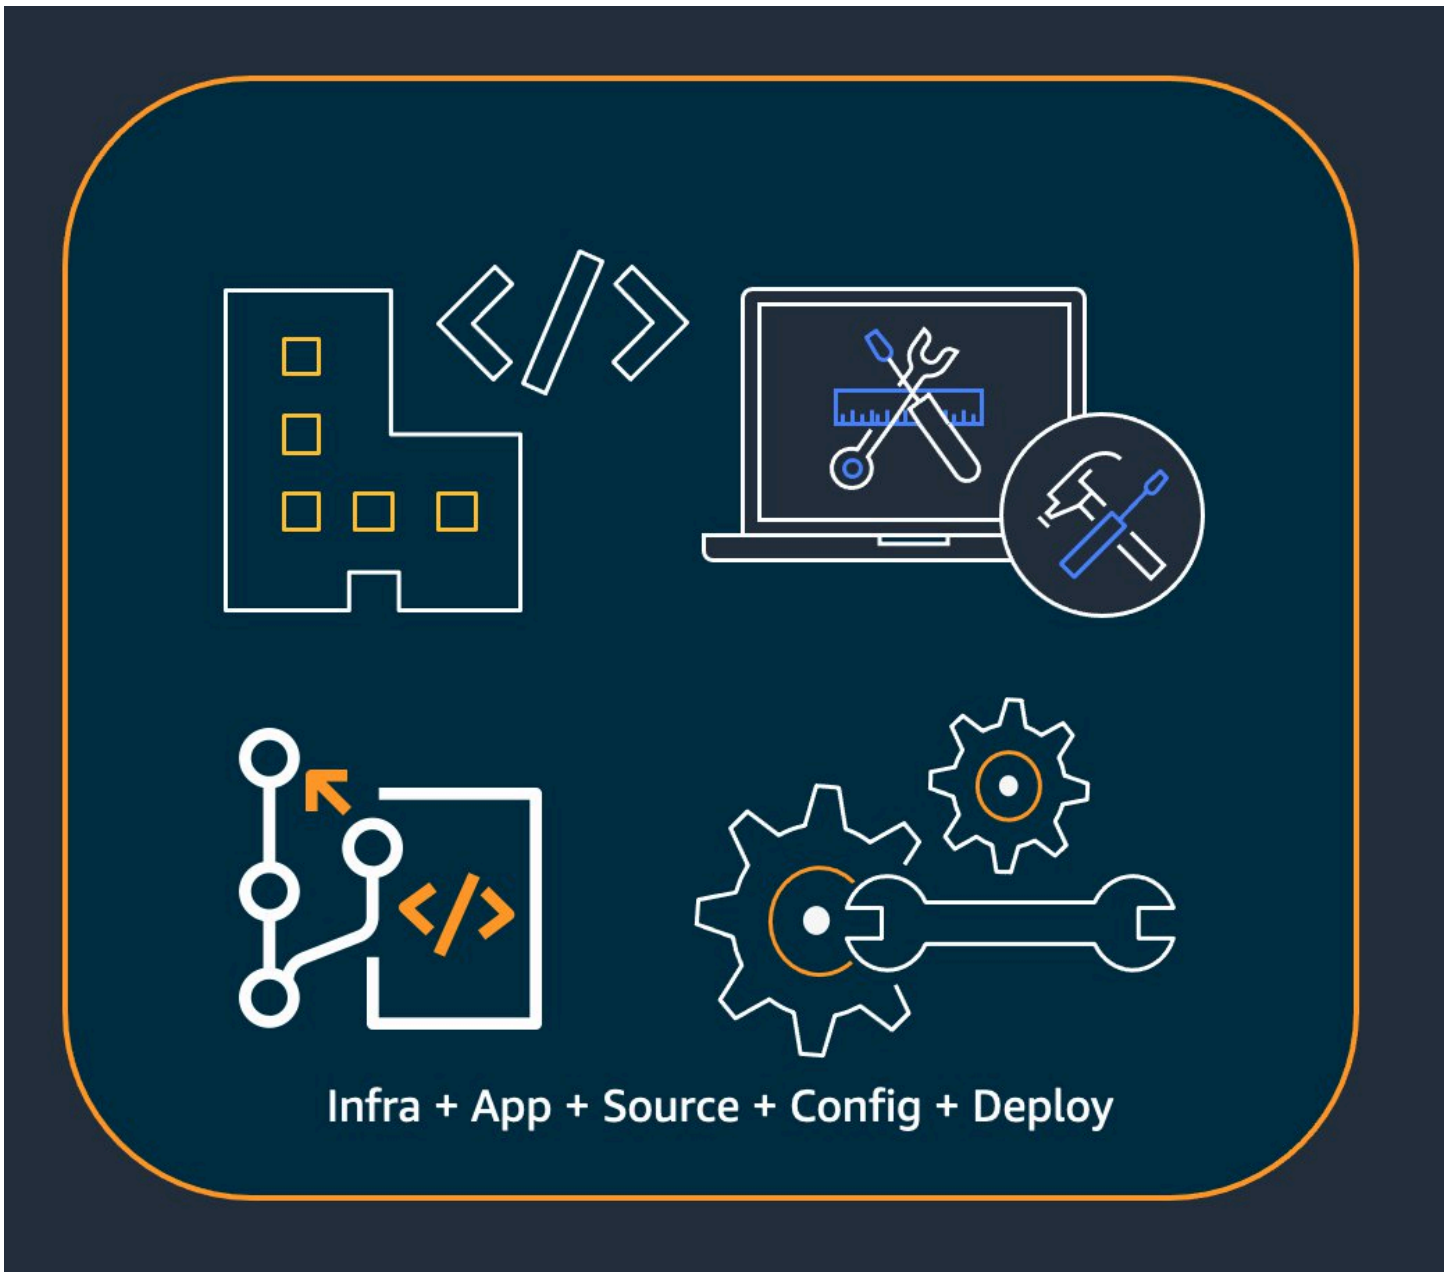 Infra + App + Source + Config + Deploy